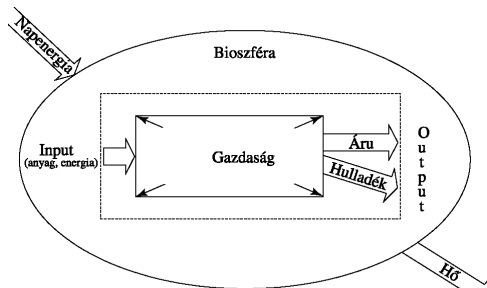 Napenergia
Bioszféra
Input
(anyag, energia)
Gazdaság
Áru
Hulladék
Output
Hő